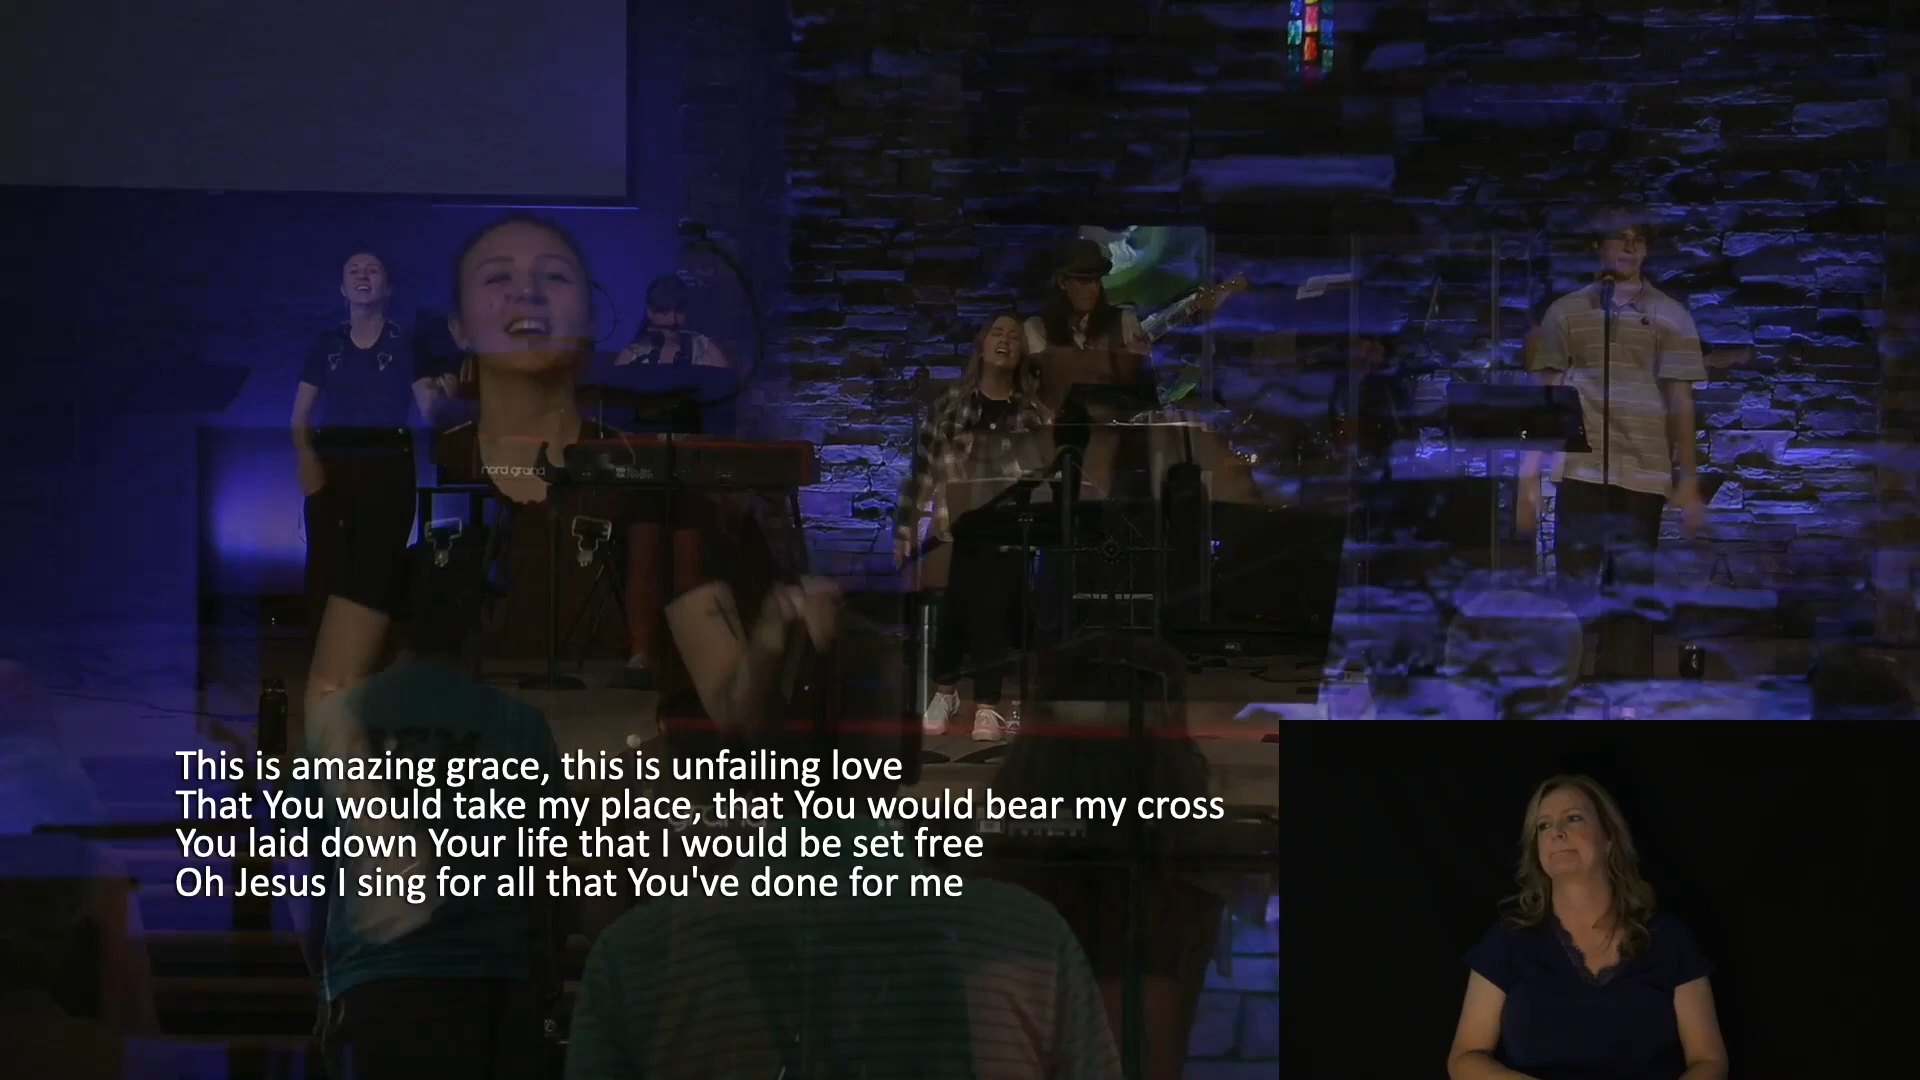 nord grand
This is amazing grace, this is unfailing love
That You would take my place, that You would bear my cross
You laid down Your life that I would be set free
Oh Jesus I sing for all that You've done for me